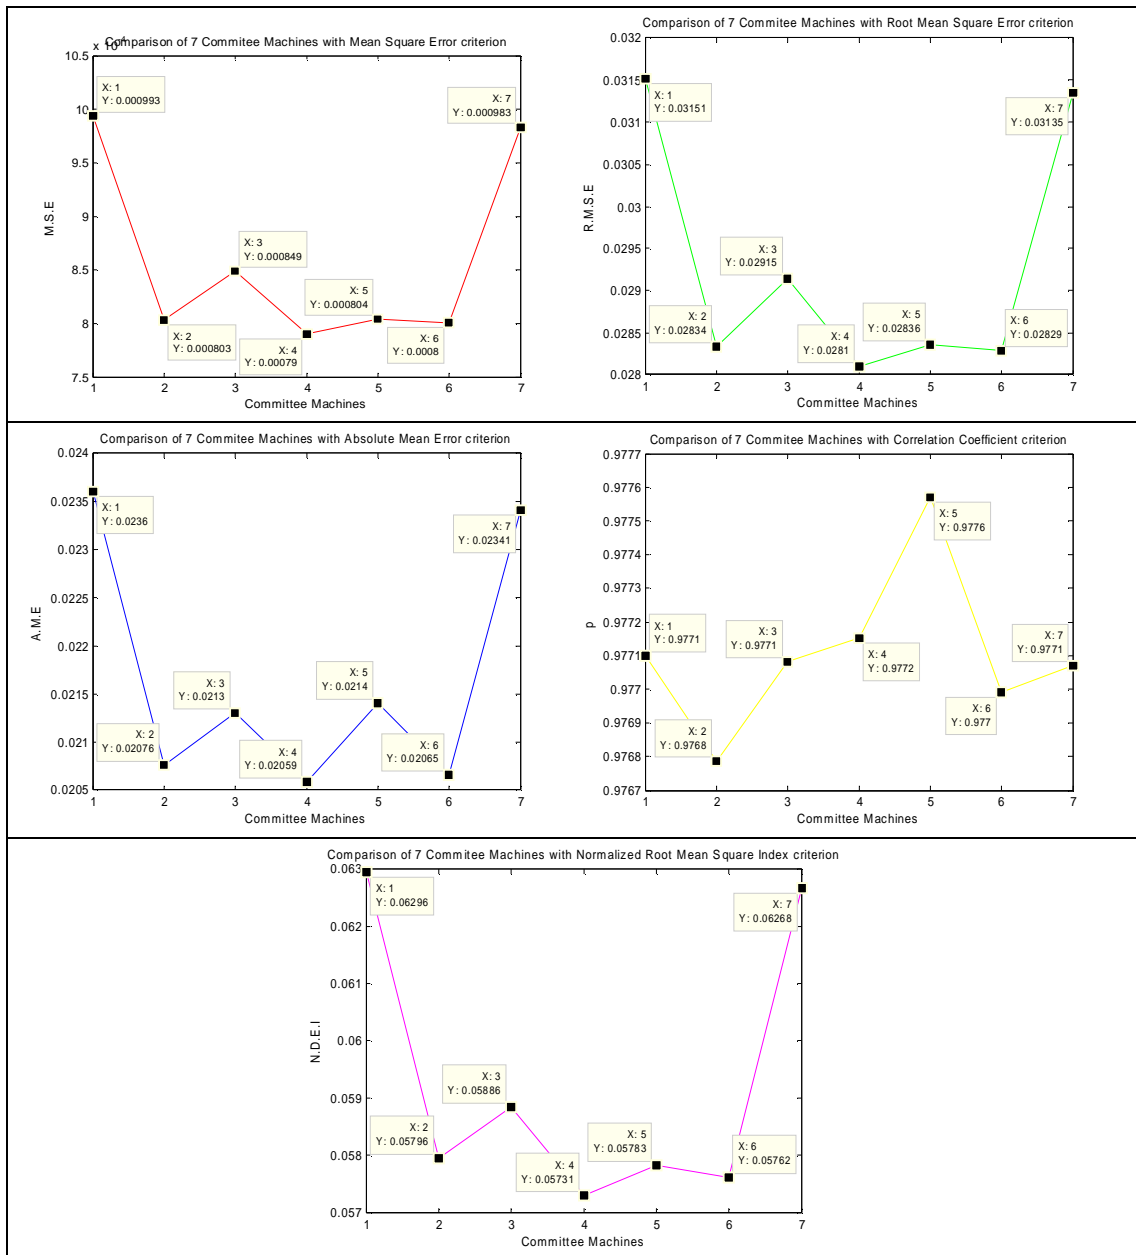 Comparison of 7 Commitee Machines with Mean Square Error criterion
x 10
10.5
10
9.5
9
8.5
8
7.5
M.S.E
X: 1
Y: 0.000993
X: 2
Y: 0.000803
X: 3
Y: 0.000849
X: 4
Y: 0.00079
X: 5
Y: 0.000804
X: 6
Y: 0.0008
X: 7
Y: 0.000983
1 2 3 4 5 6 7
Committee Machines
Comparison of 7 Commitee Machines with Root Mean Square Error criterion
0.032
0.0315
0.031
0.0305
0.03
0.0295
0.029
0.0285
0.028
R.M.S.E
X: 1
Y: 0.03151
X: 2
Y: 0.02834
X: 3
Y: 0.02915
X: 4
Y: 0.0281
X: 5
Y: 0.02836
X: 6
Y: 0.02829
X: 7
Y: 0.03135
1 2 3 4 5 6 7
Committee Machines
Comparison of 7 Commitee Machines with Absolute Mean Error criterion
0.024
0.0235
0.023
0.0225
0.022
0.0215
0.021
0.0205
A.M.E
X: 1
Y: 0.0236
X: 2
Y: 0.02076
X: 3
Y: 0.0213
X: 4
Y: 0.02059
X: 5
Y: 0.0214
X: 6
Y: 0.02065
X: 7
Y: 0.02341
1 2 3 4 5 6 7
Committee Machines
Comparison of 7 Commitee Machines with Correlation Coefficient criterion
0.9777
0.9776
0.9775
0.9774
0.9773
0.9772
0.9771
0.977
0.9769
0.9768
0.9767
p
X: 1
Y: 0.9771
X: 2
Y: 0.9768
X: 3
Y: 0.9771
X: 4
Y: 0.9772
X: 5
Y: 0.9776
X: 6
Y: 0.977
X: 7
Y: 0.9771
1 2 3 4 5 6 7
Committee Machines
Comparison of 7 Commitee Machines with Normalized Root Mean Square Index criterion
0.063
0.062
0.061
0.06
0.059
0.058
0.057
N.D.E.I
X: 1
Y: 0.06296
X: 2
Y: 0.05796
X: 3
Y: 0.05886
X: 4
Y: 0.05731
X: 5
Y: 0.05783
X: 6
Y: 0.05762
X: 7
Y: 0.06268
1 2 3 4 5 6 7
Committee Machines